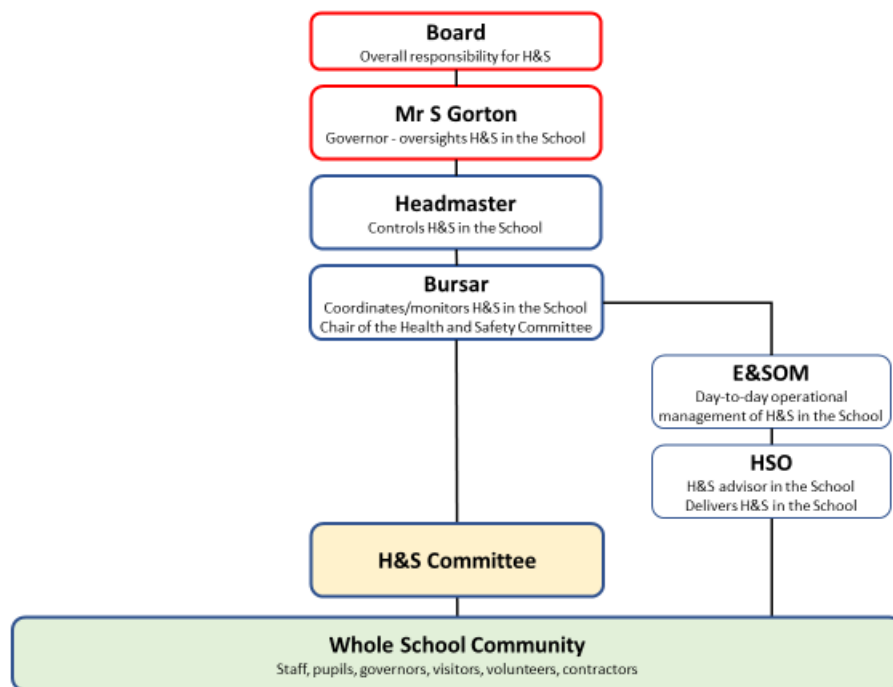 Board
Overall responsibility for H&S
Mr S Gorton
Governor - oversights H&S in the School
Headmaster
Controls H&S in the School
Bursar
Coordinates/monitors H&S in the School
Chair of the Health and Safety Committee
E&SOM
Day-to-day operational
management of H&S in the School
HSO
H&S advisor in the School
Delivers H&S in the School
H&S Committee
Whole School Community
Staff, pupils, governors, visitors, volunteers, contractors